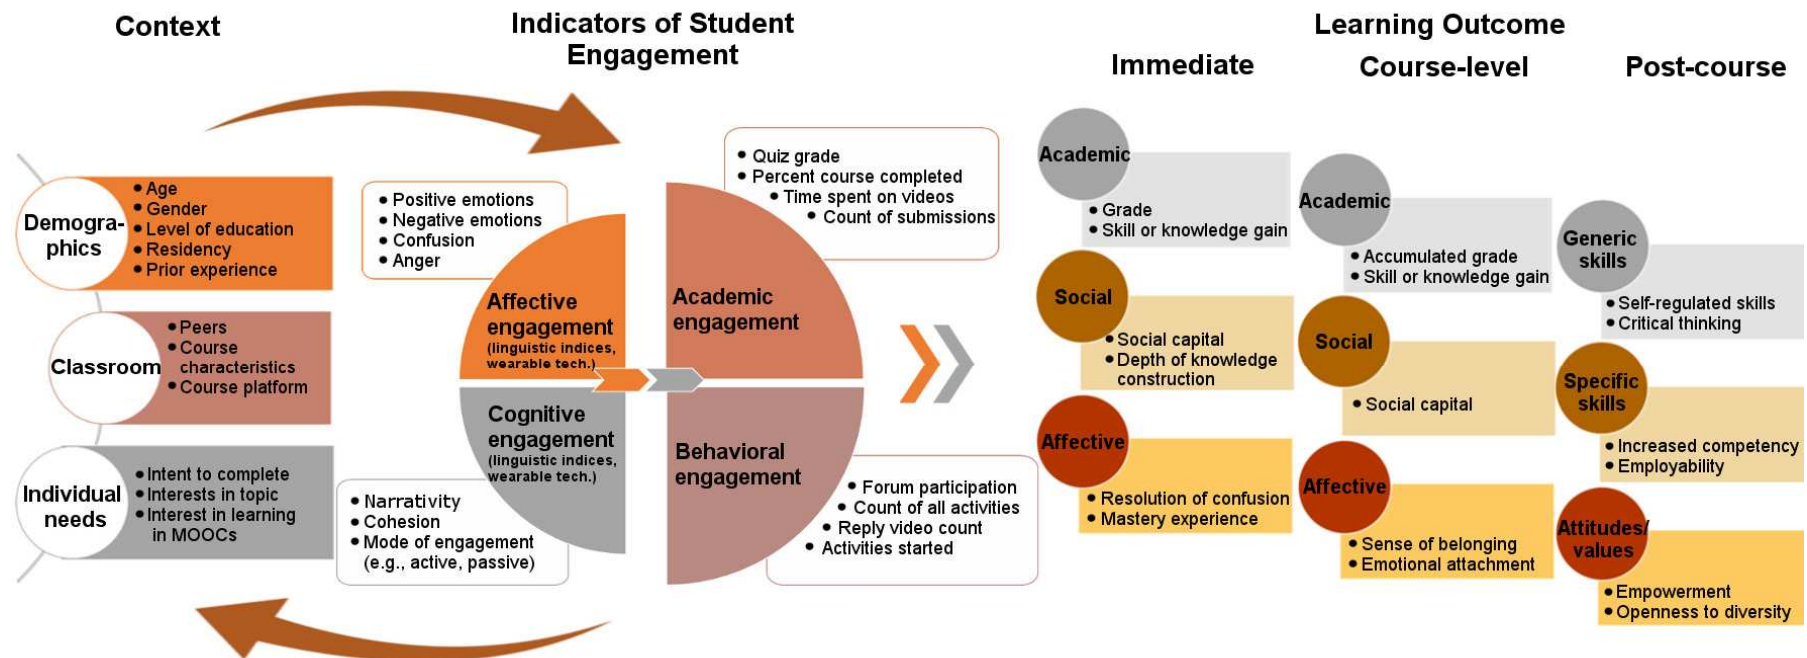 Context
Demogra-
phics
• Age
• Gender
• Level of education
• Residency
• Prior experience
Classroom
• Peers
• Course
characteristics
• Course platform
Individual
needs
• Intent to complete
• Interests in topic
• Interest in learning
in MOOCs
Indicators of Student
Engagement
• Positive emotions
• Negative emotions
• Confusion
• Anger
Affective
engagement
(linguistic indices,
wearable tech.)
• Quiz grade
• Percent course completed
• Time spent on videos
• Count of submissions
Academic
engagement
Cognitive
engagement
(linguistic indices,
wearable tech.)
• Narrativity
• Cohesion
• Mode of engagement
(e.g., active, passive)
Behavioral
engagement
• Forum participation
• Count of all activities
• Reply video count
• Activities started
Learning Outcome
Immediate
Academic
• Grade
• Skill or knowledge gain
Social
• Social capital
• Depth of knowledge
construction
Affective
• Resolution of confusion
• Mastery experience
Course-level
Academic
• Accumulated grade
• Skill or knowledge gain
Social
• Social capital
Affective
• Sense of belonging
• Emotional attachment
Post-course
Generic
skills
• Self-regulated skills
• Critical thinking
Specific
skills
• Increased competency
• Employability
Attitudes/
values
• Empowerment
• Openness to diversity